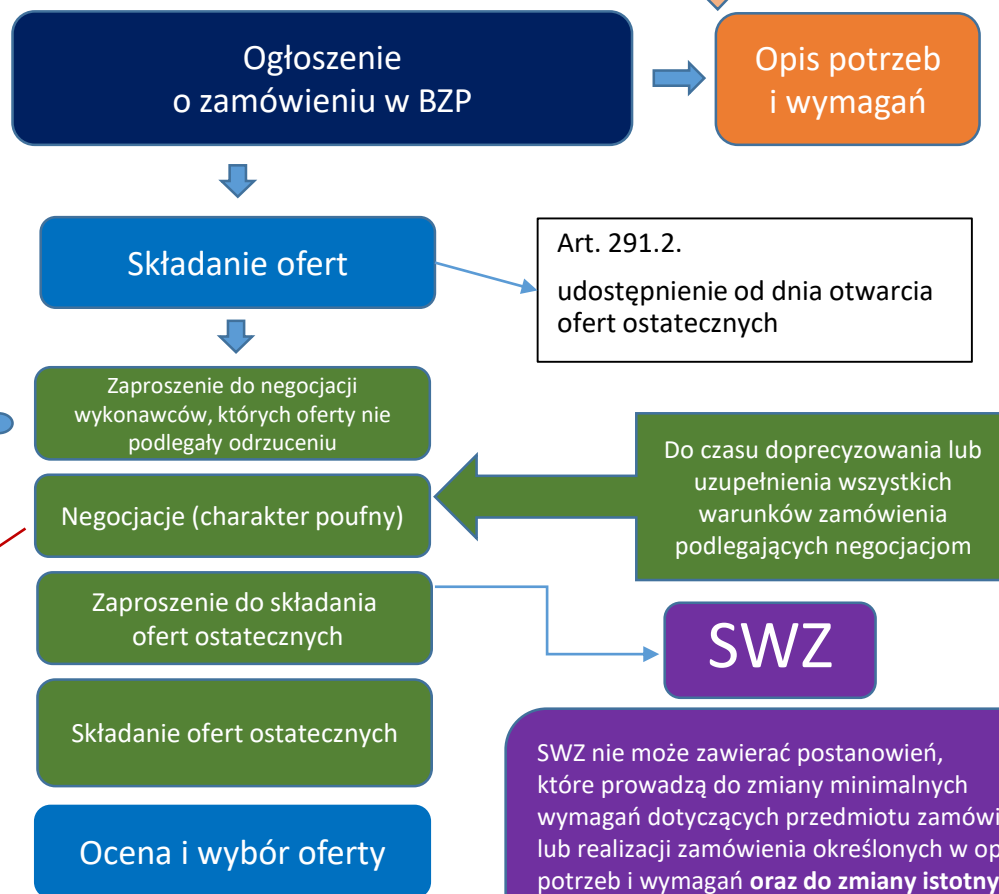 Ogłoszenie
o zamówieniu w BZP
Opis potrzeb
i wymagań
Składanie ofert
Art. 291.2.
udostępnienie od dnia otwarcia
ofert ostatecznych
Zaproszenie do negocjacji
wykonawców, których oferty nie
podlegały odrzuceniu
Negocjacje (charakter poufny)
Do czasu doprecyzowania lub
uzupełnienia wszystkich
warunków zamówienia
podlegających negocjacjom
Zaproszenie do składania
ofert ostatecznych
SWZ
Składanie ofert ostatecznych
SWZ nie może zawierać postanowień,
które prowadzą do zmiany minimalnych
wymagań dotyczących przedmiotu
lub realizacji zamówienia określonych w
potrzeb i wymagań oraz do zmiany
Ocena i wybór oferty